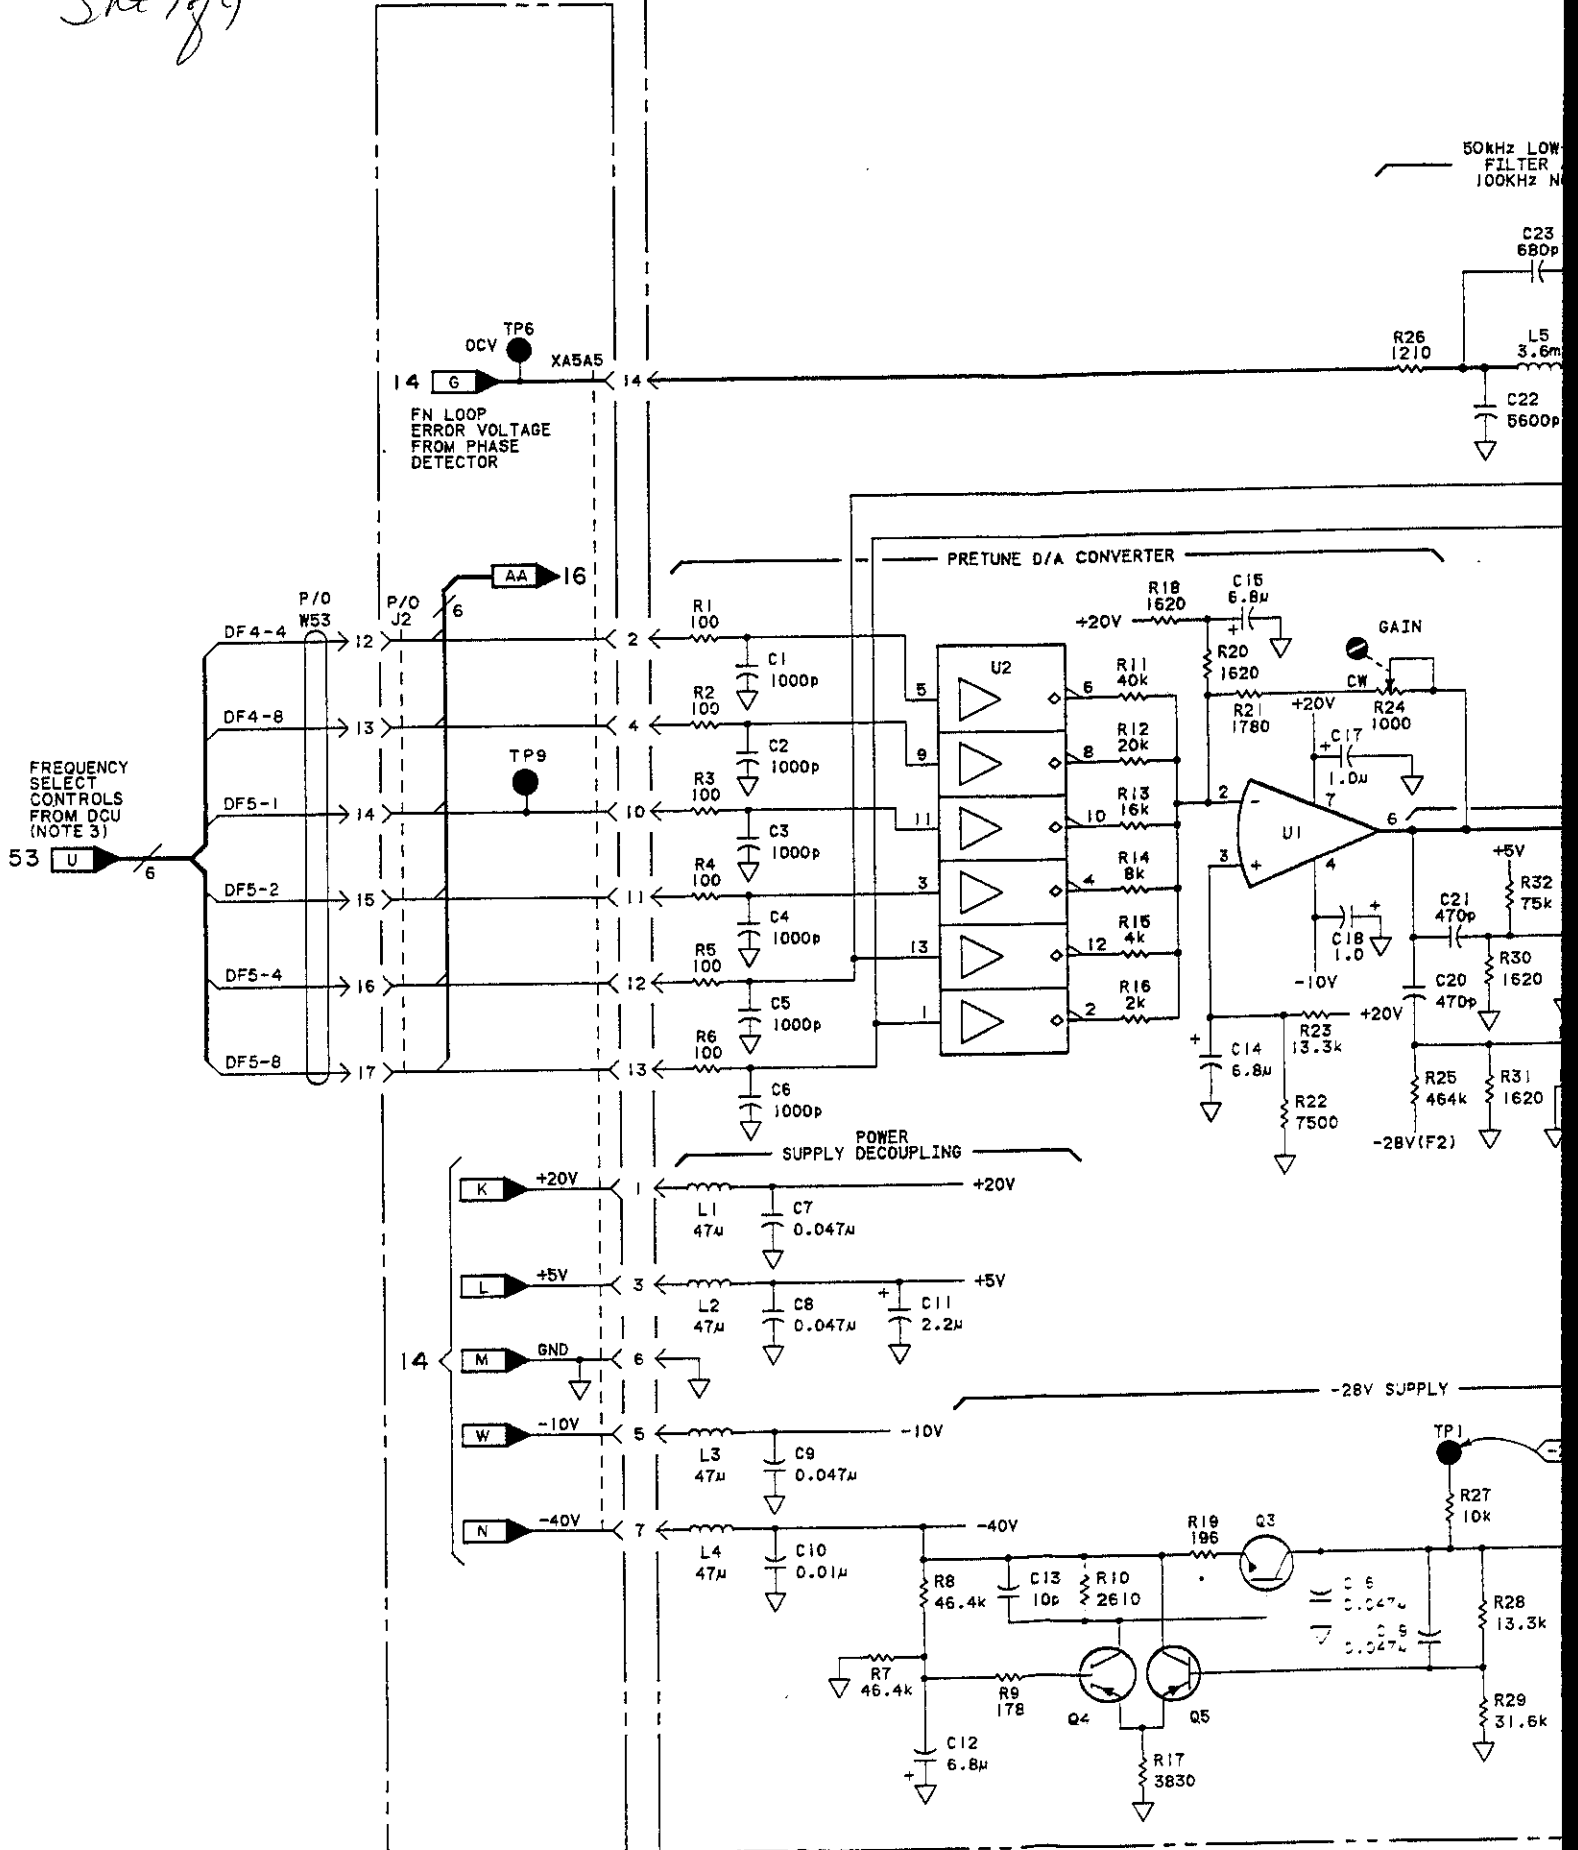 Sht 1 of 4
50KHz LOW
FILTER
100KHz N
C23
680p
TP6
DCV
XA5A5
R26
1210
L5
3.6m
14 G
14
FN LOOP
ERROR VOLTAGE
FROM PHASE
DETECTOR
C22
5600p
PRETUNE D/A CONVERTER
AA 16
6
P/O
W53
P/O
J2
R1
100
R18
1620
C15
6.8µ
+20V
+
GAIN
DF4-4
12
2
C1
1000p
U2
R11
40k
R20
1620
CW
5
6
R2
100
R21
1780
+20V
R24
1000
DF4-8
13
4
C2
1000p
R12
20k
C17
+
1.0µ
9
8
TP9
FREQUENCY
SELECT
CONTROLS
FROM DCU
(NOTE 3)
R3
100
R13
16k
DF5-1
14
10
C3
1000p
11
10
2
-
7
6
U1
53 U
6
R4
100
R14
8k
3
+
4
+5V
DF5-2
15
11
C4
1000p
3
4
R32
75k
C21
470p
R5
100
R15
4k
C18
1.0
+
13
12
DF5-4
16
12
C5
1000p
R16
2k
-10V
C20
470p
R30
1620
1
2
R6
100
R23
13.3k
+20V
DF5-8
17
13
C6
1000p
+
C14
6.8µ
R25
464k
R31
1620
R22
7500
-28V(F2)
POWER
SUPPLY DECOUPLING
K
+20V
1
L1
47µ
C7
0.047µ
+20V
L
+5V
3
L2
47µ
C8
0.047µ
+
C11
2.2µ
+5V
14
M
GND
6
-28V SUPPLY
W
-10V
5
L3
47µ
C9
0.047µ
-10V
TP1
R27
10k
N
-40V
7
L4
47µ
C10
0.01µ
-40V
R19
196
Q3
R8
46.4k
C13
10p
R10
2610
0.047µ
R28
13.3k
0.047µ
R7
46.4k
R9
178
Q4
Q5
R29
31.6k
+
C12
6.8µ
R17
3830